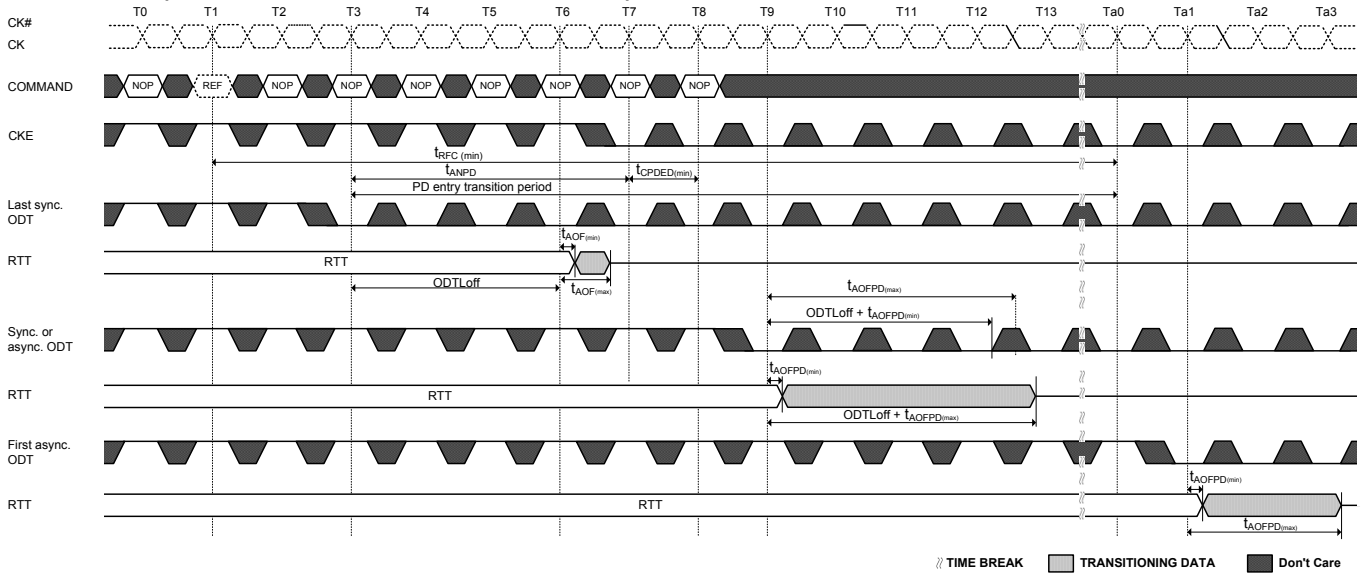 T0 T1 T2 T3 T4 T5 T6 T7 T8 T9 T10 T11 T12 T13 Ta0 Ta1 Ta2 Ta3
CK#
CK
COMMAND NOP REF NOP NOP NOP NOP NOP NOP NOP
CKE
tRFC (min)
tANPD tCPDED(min)
PD entry transition period
Last sync.
ODT
tAOF(min)
RTT RTT
ODTLoff tAOF(max)
tAOFPD(max)
ODTLoff + tAOFPD(min)
Sync. or
async. ODT
tAOFPD(min)
RTT RTT
ODTLoff + tAOFPD(max)
First async.
ODT
tAOFPD(min)
RTT RTT
tAOFPD(max)
TIME BREAK TRANSITIONING DATA Don't Care